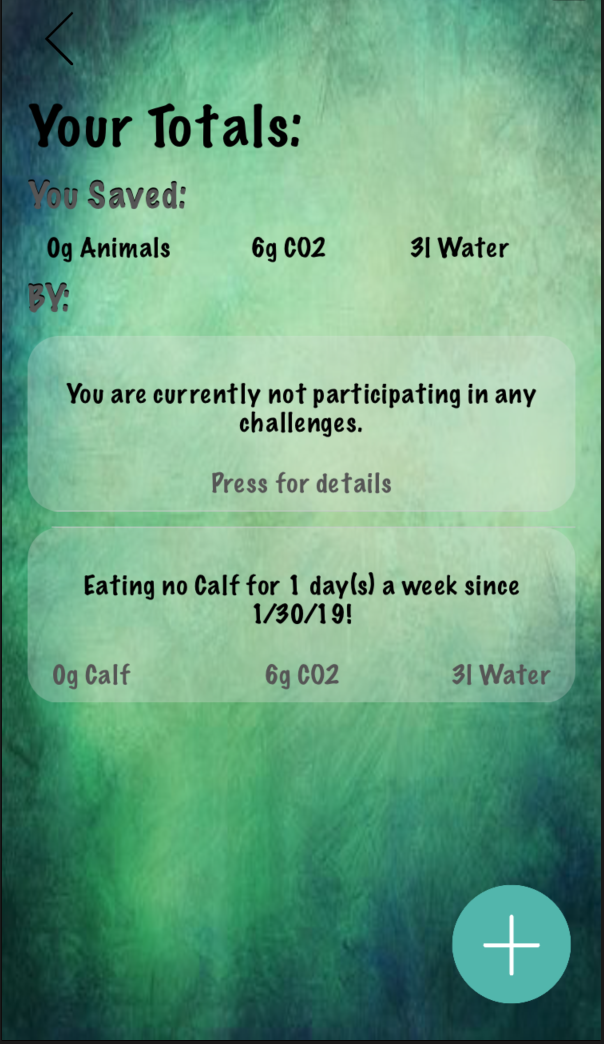 Your Totals:
You Saved:
0g Animals 6g CO2 3l Water
BY:
You are currently not participating in any
challenges.
Press for details
Eating no Calf for 1 day(s) a week since
1/30/19!
0g Calf 6g CO2 3l Water